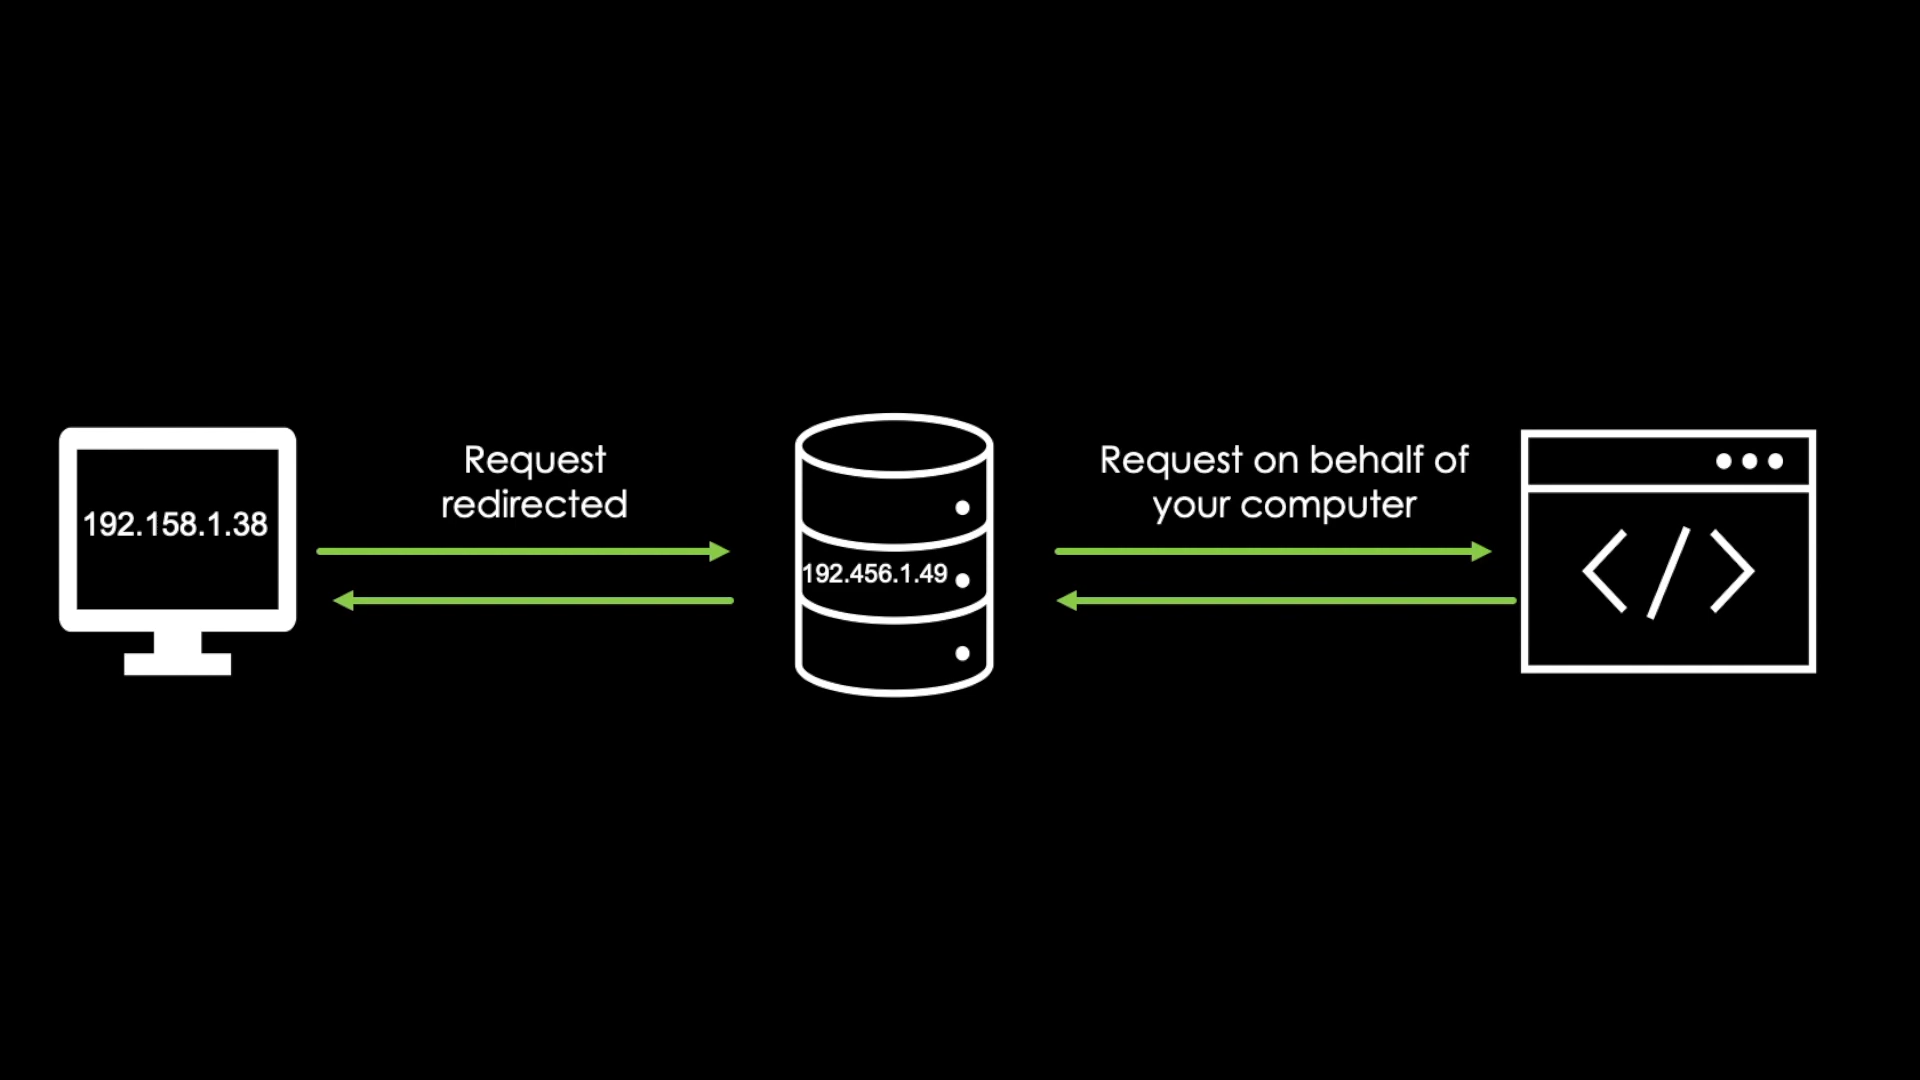 192.158.1.38
Request
redirected
192.456.1.49
Request on behalf of
your computer
</>